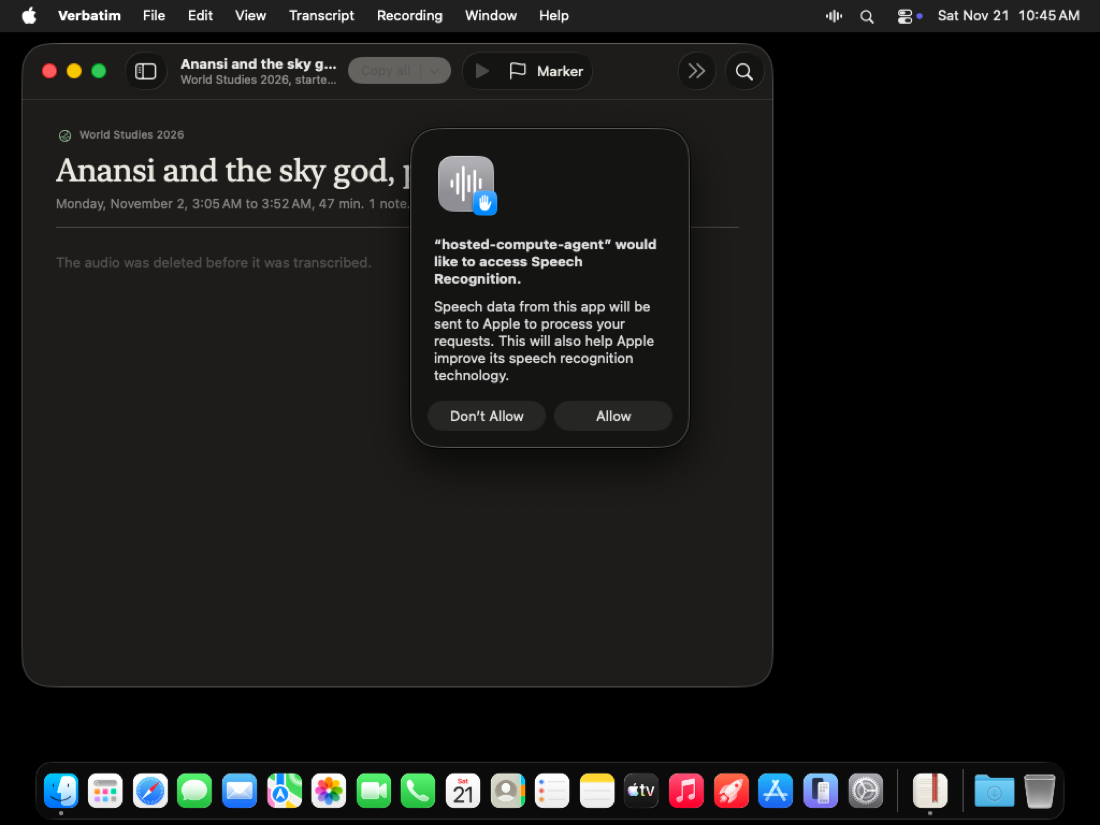 Verbatim File Edit View Transcript Recording Window Help Sat Nov 21 10:45 AM
Anansi and the sky g...
World Studies 2026, starte...
Copy all
Marker
World Studies 2026
Anansi and the sky god,
Monday, November 2, 3:05 AM to 3:52 AM, 47 min. 1 note.
The audio was deleted before it was transcribed.
“hosted-compute-agent” would
like to access Speech
Recognition.
Speech data from this app will be
sent to Apple to process your
requests. This will also help Apple
improve its speech recognition
technology.
Don't Allow Allow
Sat
21
tv